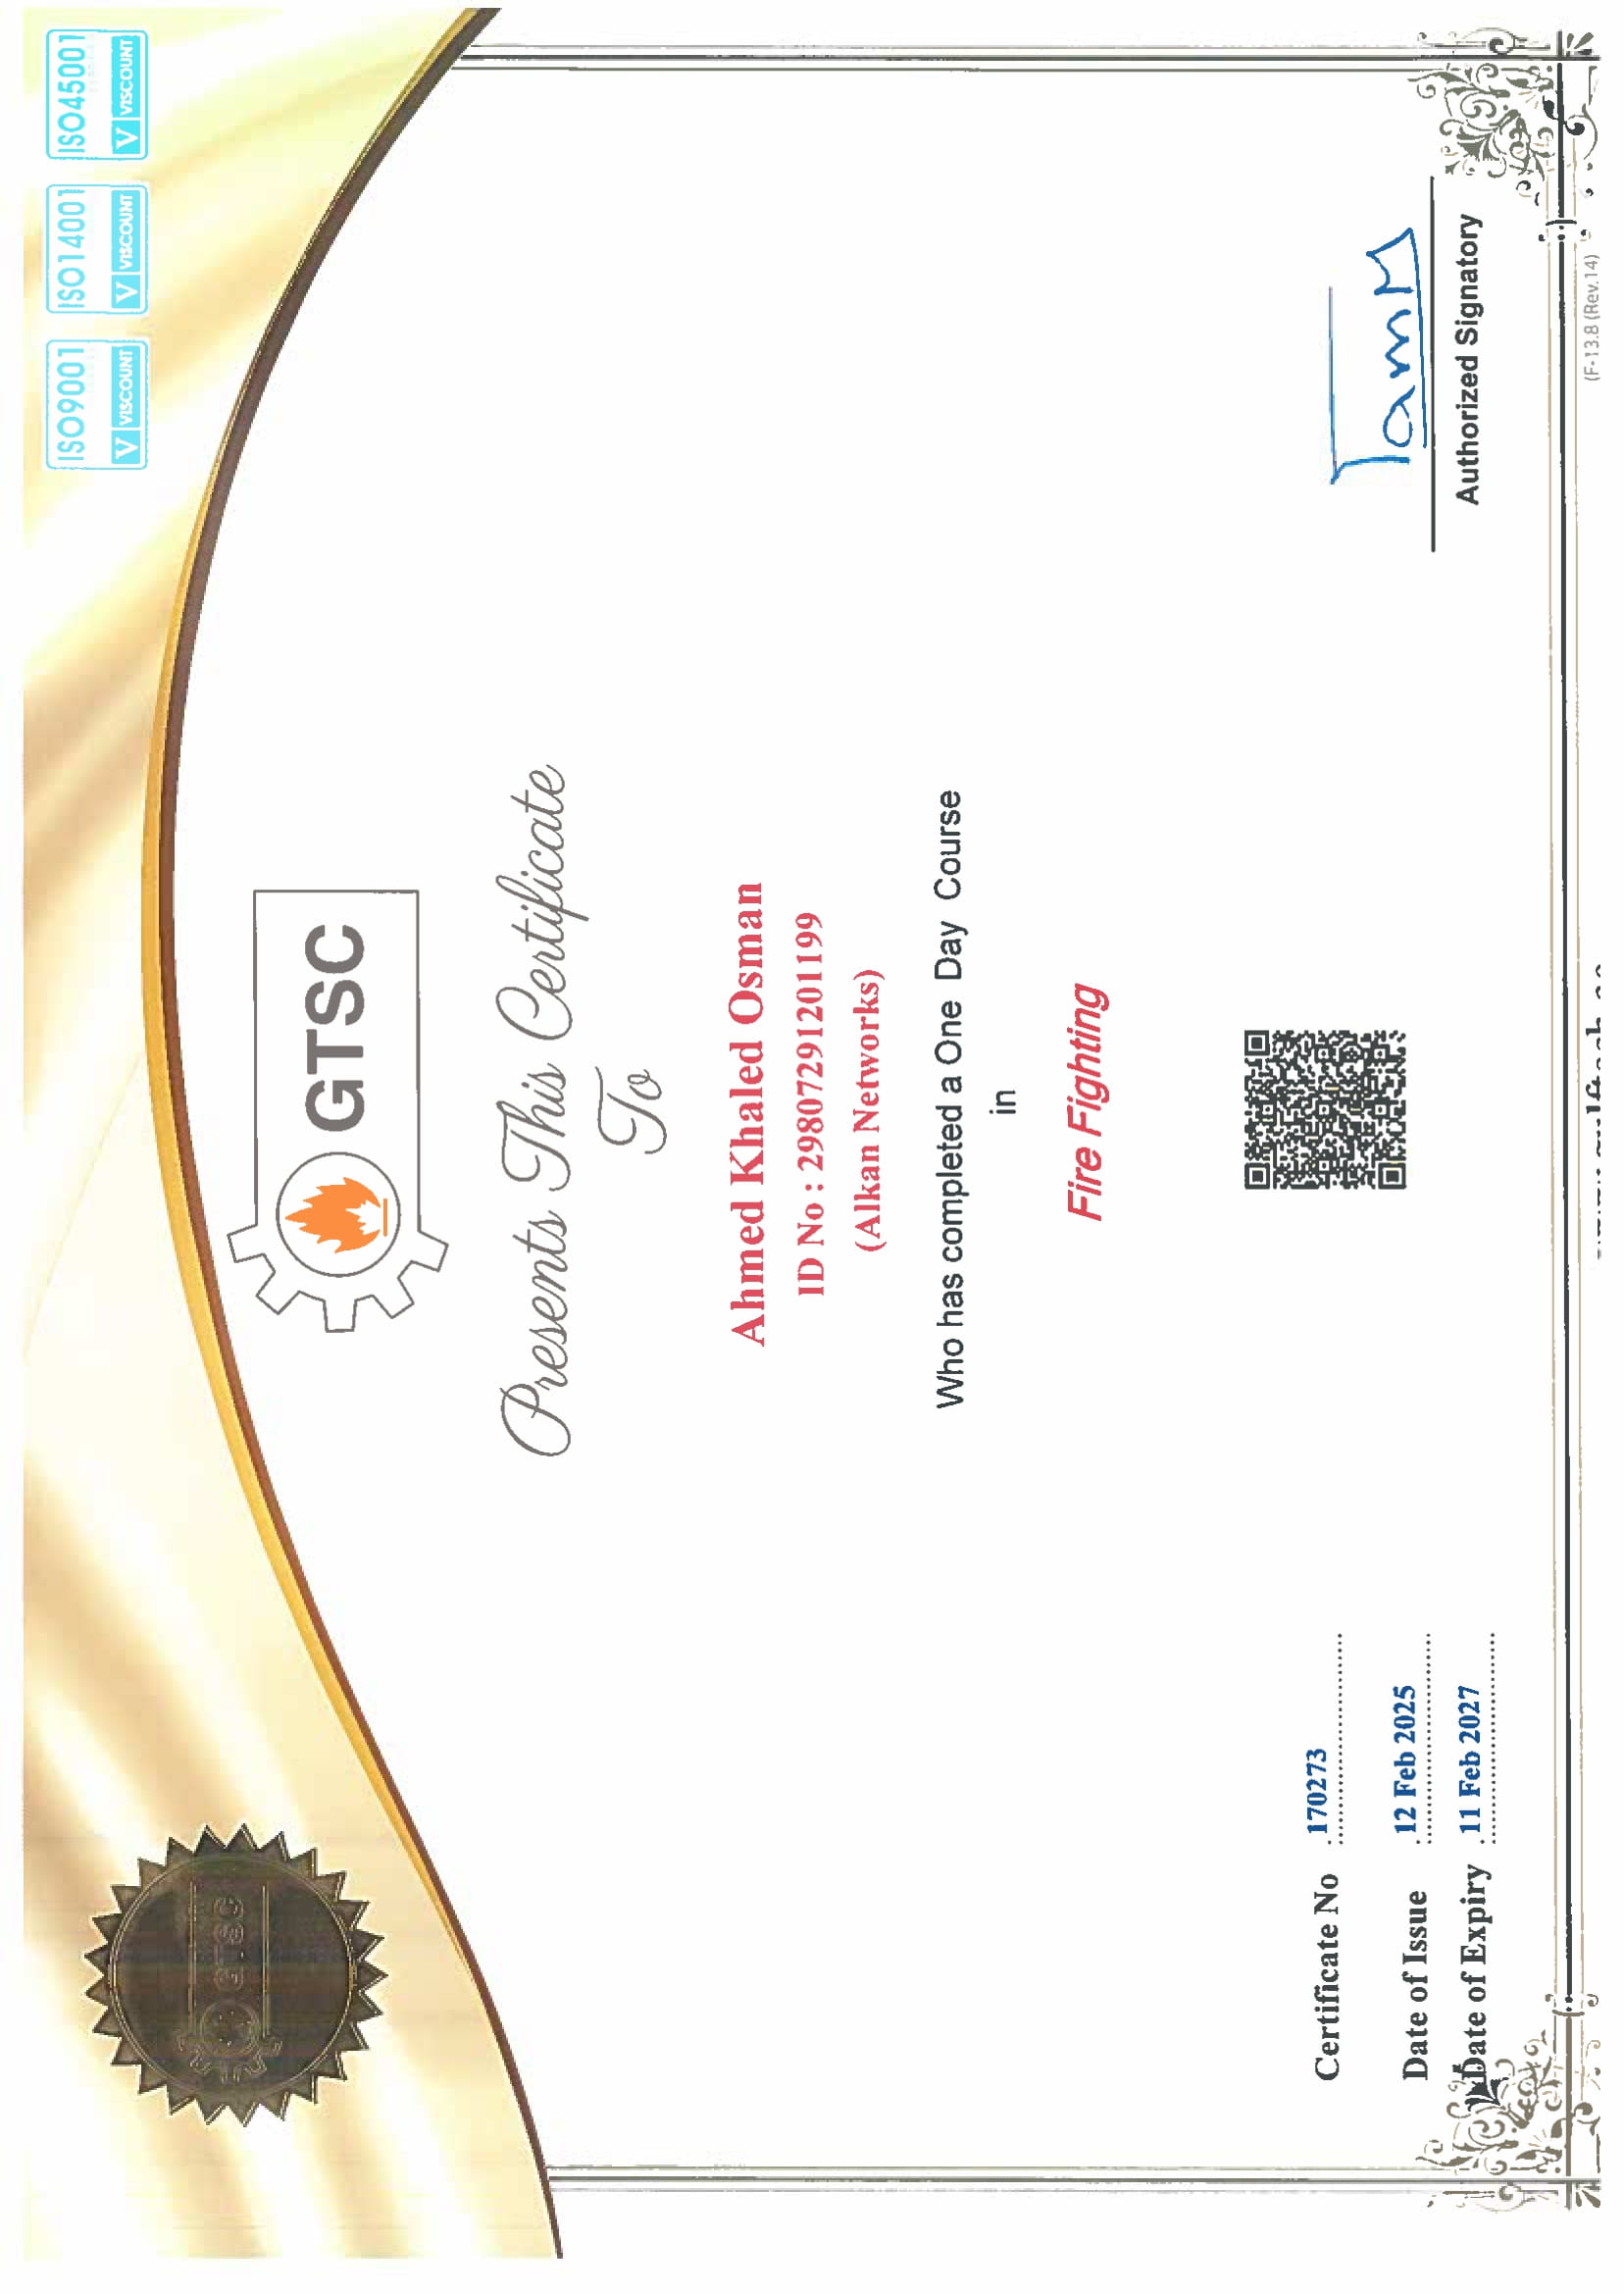 ISO9001 ISO14001 ISO45001
V VISCOUNT V VISCOUNT V VISCOUNT
GTSC
GTSC
Presents This Certificate
To
Ahmed Khaled Osman
ID No : 29807291201199
(Alkan Networks)
Who has completed a One Day Course
in
Fire Fighting
Certificate No 170273
Date of Issue 12 Feb 2025
Date of Expiry 11 Feb 2027
Authorized Signatory
(F-13.8 (Rev.14)